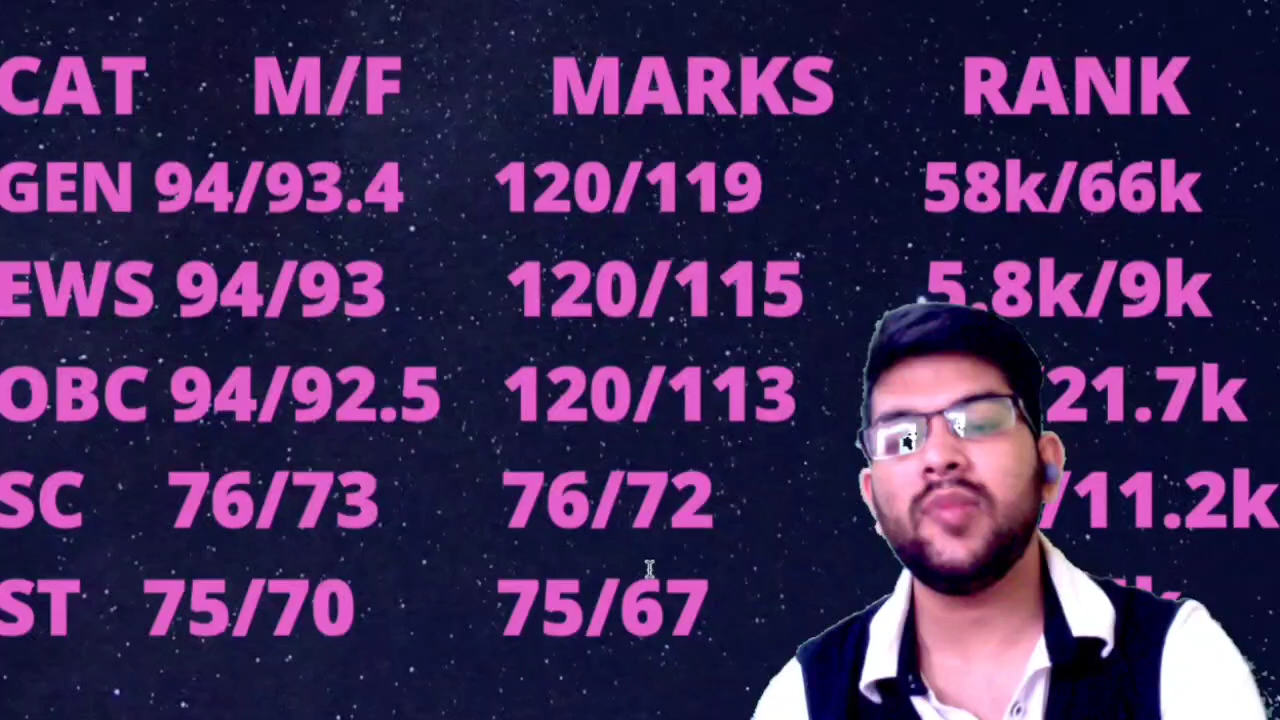 CAT M/F MARKS RANK
GEN 94/93.4 120/119 58k/66k
EWS 94/93 120/115 5.8k/9k
OBC 94/92.5 120/113 21.7k
SC 76/73 76/72 /11.2k
ST 75/70 75/67